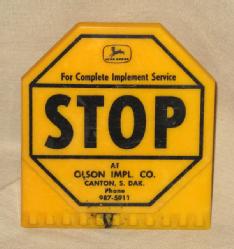 JOHN DEERE
For Complete Implement Service
STOP
AT
OLSON IMPL. CO.
CANTON, S. DAK.
Phone
987-5911